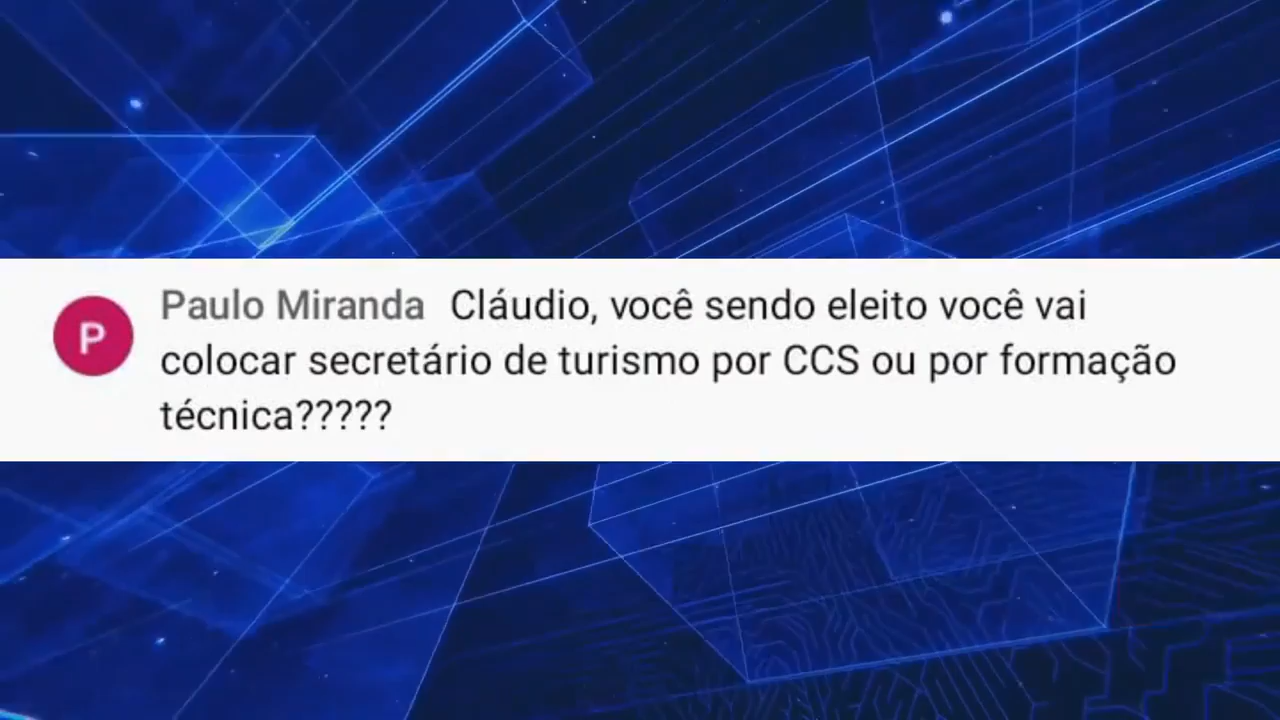 P
Paulo Miranda Cláudio, você sendo eleito você vai
colocar secretário de turismo por CCS ou por formação
técnica?????